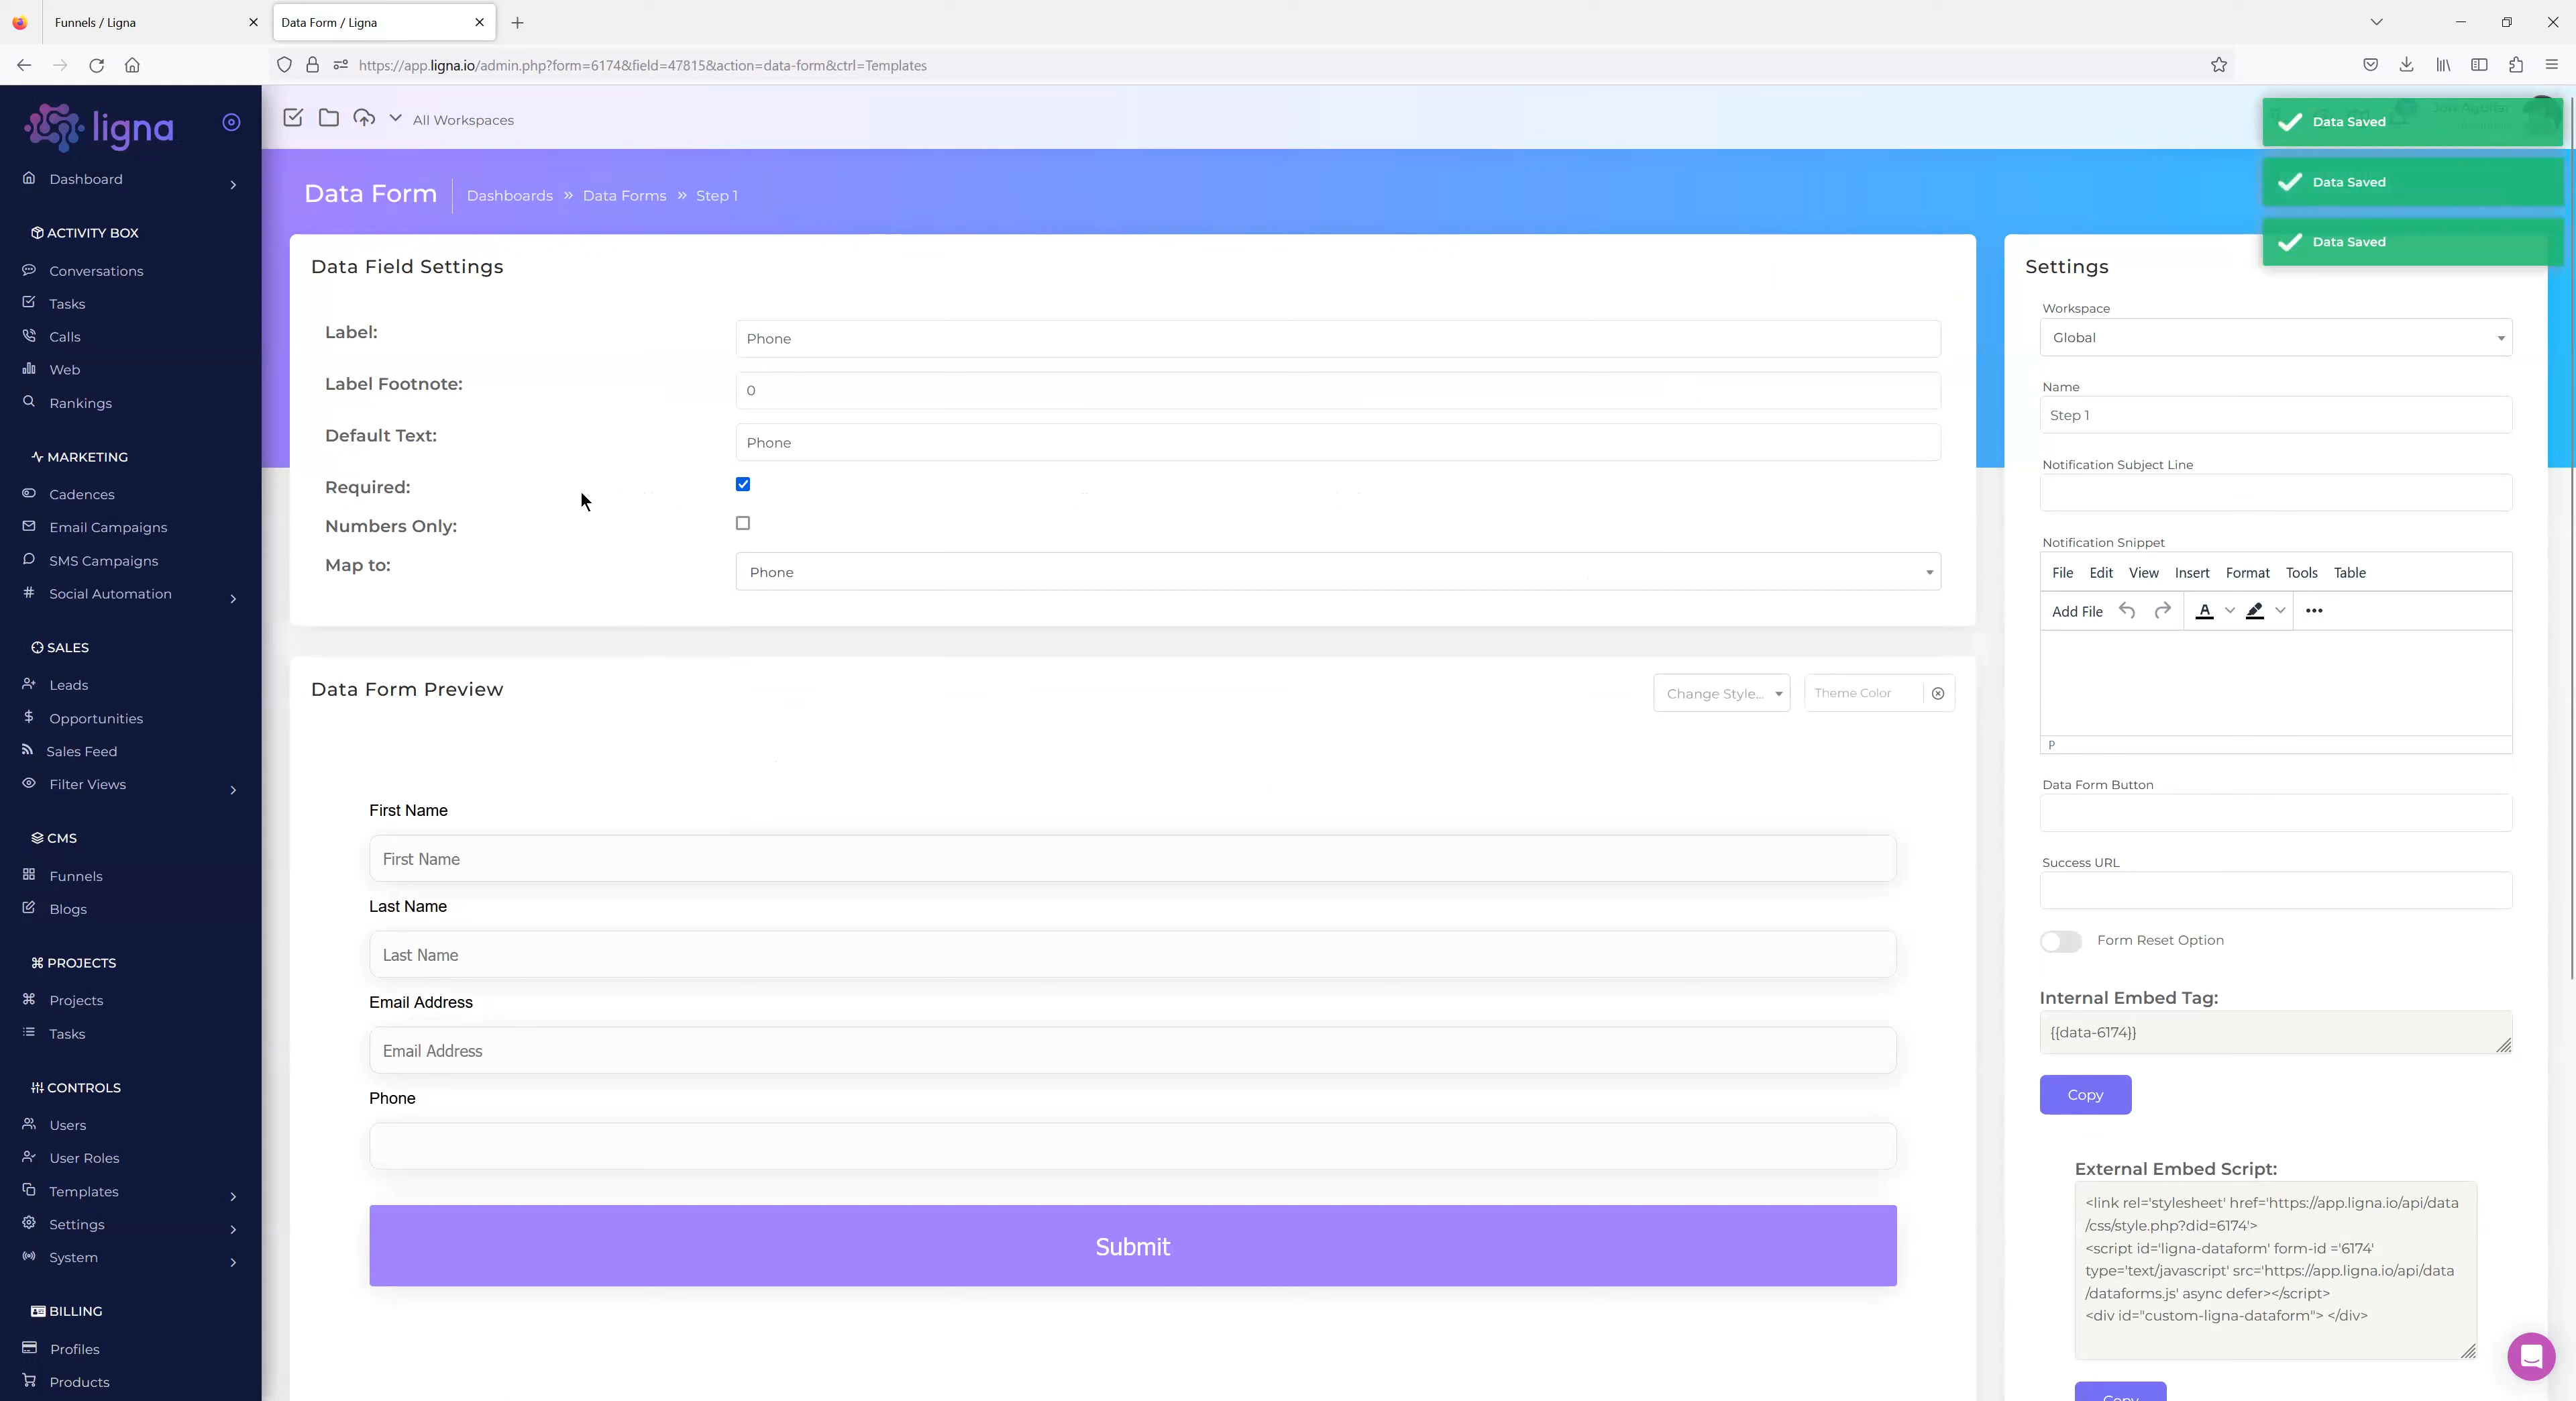 Funnels / Ligna
Data Form / Ligna
https://app.ligna.io/admin.php?form=6174&field=47815&action=data-form&ctrl=Templates
ligna
All Workspaces
Data Saved
Data Saved
Data Saved
Dashboard
ACTIVITY BOX
Conversations
Tasks
Calls
Web
Rankings
MARKETING
Cadences
Email Campaigns
SMS Campaigns
Social Automation
SALES
Leads
Opportunities
Sales Feed
Filter Views
CMS
Funnels
Blogs
PROJECTS
Projects
Tasks
CONTROLS
Users
User Roles
Templates
Settings
System
BILLING
Profiles
Products
Data Form
Dashboards » Data Forms » Step 1
Data Field Settings
Label:
Phone
Label Footnote:
0
Default Text:
Phone
Required:
Numbers Only:
Map to:
Phone
Data Form Preview
Change Style...
Theme Color
First Name
First Name
Last Name
Last Name
Email Address
Email Address
Phone
Submit
Settings
Workspace
Global
Name
Step 1
Notification Subject Line
Notification Snippet
File Edit View Insert Format Tools Table
Add File
P
Data Form Button
Success URL
Form Reset Option
Internal Embed Tag:
{{data-6174}}
Copy
External Embed Script:
<link rel='stylesheet' href='https://app.ligna.io/api/data
/css/style.php?did=6174'>
<script id='ligna-dataform' form-id ='6174'
type='text/javascript' src='https://app.ligna.io/api/data
/dataforms.js' async defer></script>
<div id="custom-ligna-dataform"> </div>
Copy